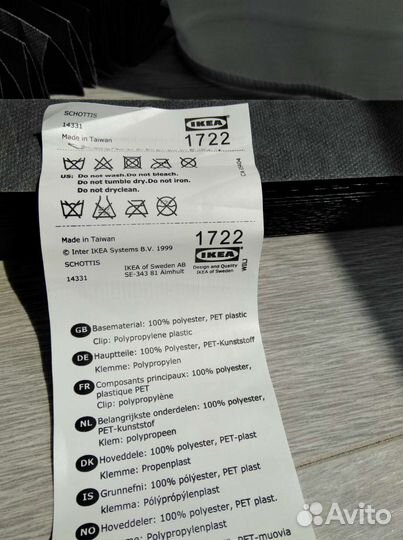 SCHOTTIS
14331
IKEA
Made in Taiwan
1722
US: Do not wash.Do not bleach.
Do not tumble dry.Do not iron.
Do not dryclean.
Made in Taiwan
1722
© Inter IKEA Systems B.V. 1999
IKEA
SCHOTTIS
IKEA of Sweden AB
SE-343 81 Älmhult
Design and Quality
IKEA of Sweden
14331
GB Basematerial: 100% polyester, PET plastic
Clip: Polypropylene plastic
DE Hauptteile: 100% Polyester, PET-Kunststoff
Klemme: Polypropylen
FR Composants principaux: 100% polyester,
plastique PET
Clip: polypropylène
NL Belangrijkste onderdelen: 100% polyester,
PET-kunststof
Klem: polypropeen
DK Hoveddele: 100% polyester, PET-plast
Klemme: Propenplast
IS Grunnefni: 100% pólýester, PET plast
klemma: Pólýprópýlenplast
NO Hoveddeler: 100% polyester, PET plast.
Klemme: Polypropylenplast
PET-muovia
Avito